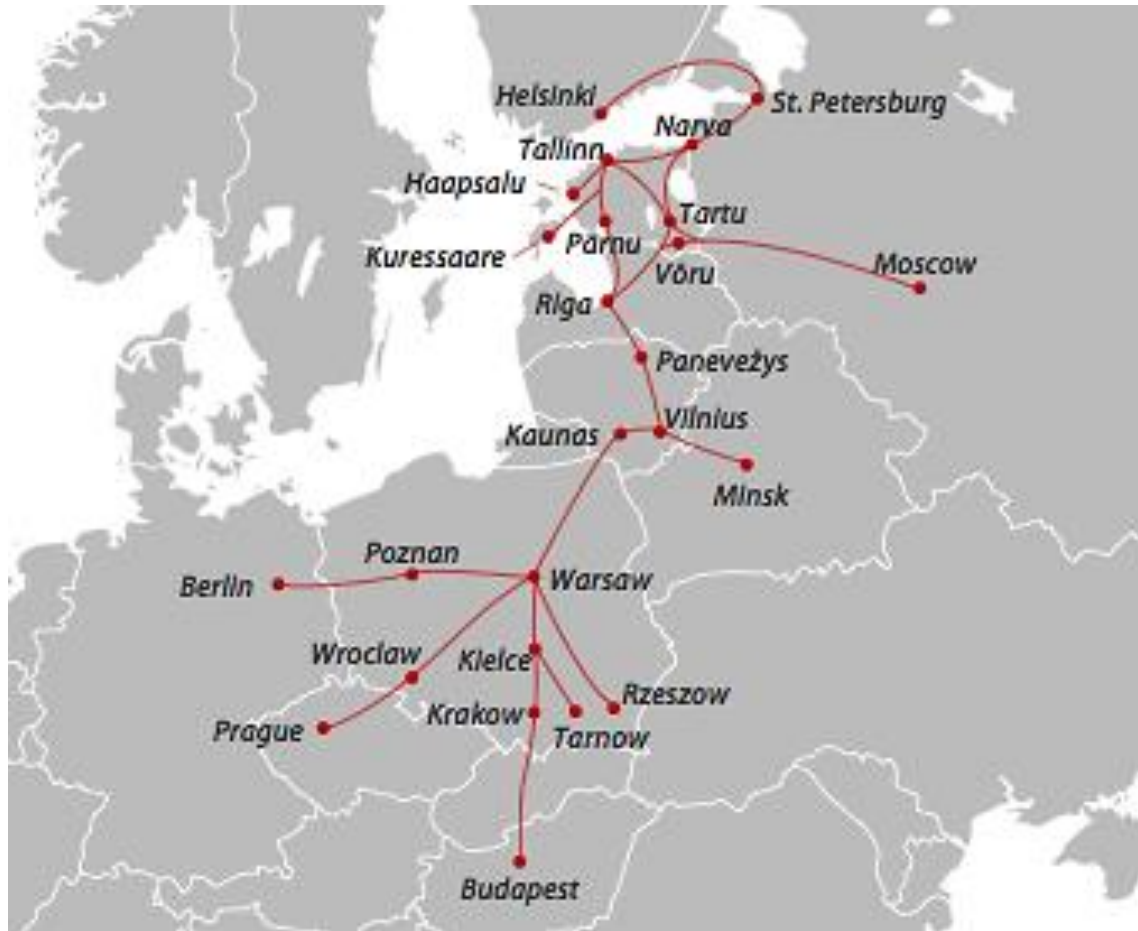 Helsinki
St. Petersburg
Narva
Tallinn
Haapsalu
Tartu
Pärnu
Kuressaare
Võru
Moscow
Riga
Panevežys
Vilnius
Kaunas
Minsk
Poznan
Warsaw
Berlin
Wroclaw
Kielce
Rzeszow
Krakow
Prague
Tarnow
Budapest